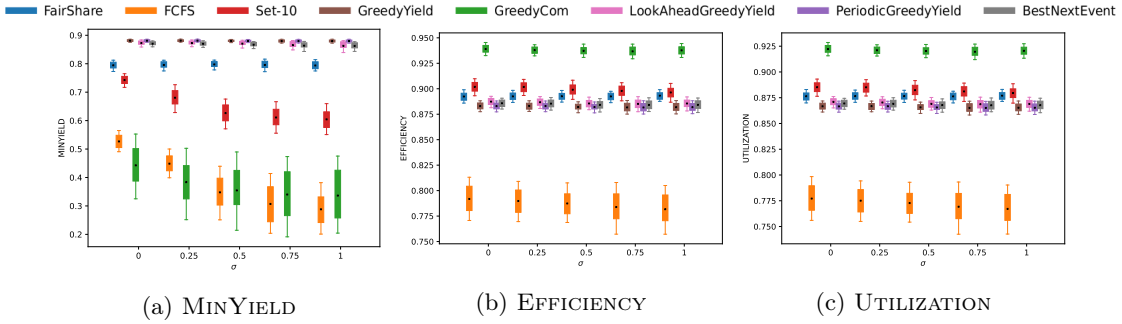 FairShare FCFS Set-10 GreedyYield GreedyCom LookAheadGreedyYield PeriodicGreedyYield BestNextEvent
MINYIELD
0.9
0.8
0.7
0.6
0.5
0.4
0.3
0.2
0 0.25 0.5 0.75 1
σ
(a) MINYIELD
EFFICIENCY
0.950
0.925
0.900
0.875
0.850
0.825
0.800
0.775
0.750
0 0.25 0.5 0.75 1
σ
(b) EFFICIENCY
UTILIZATION
0.925
0.900
0.875
0.850
0.825
0.800
0.775
0.750
0 0.25 0.5 0.75 1
σ
(c) UTILIZATION